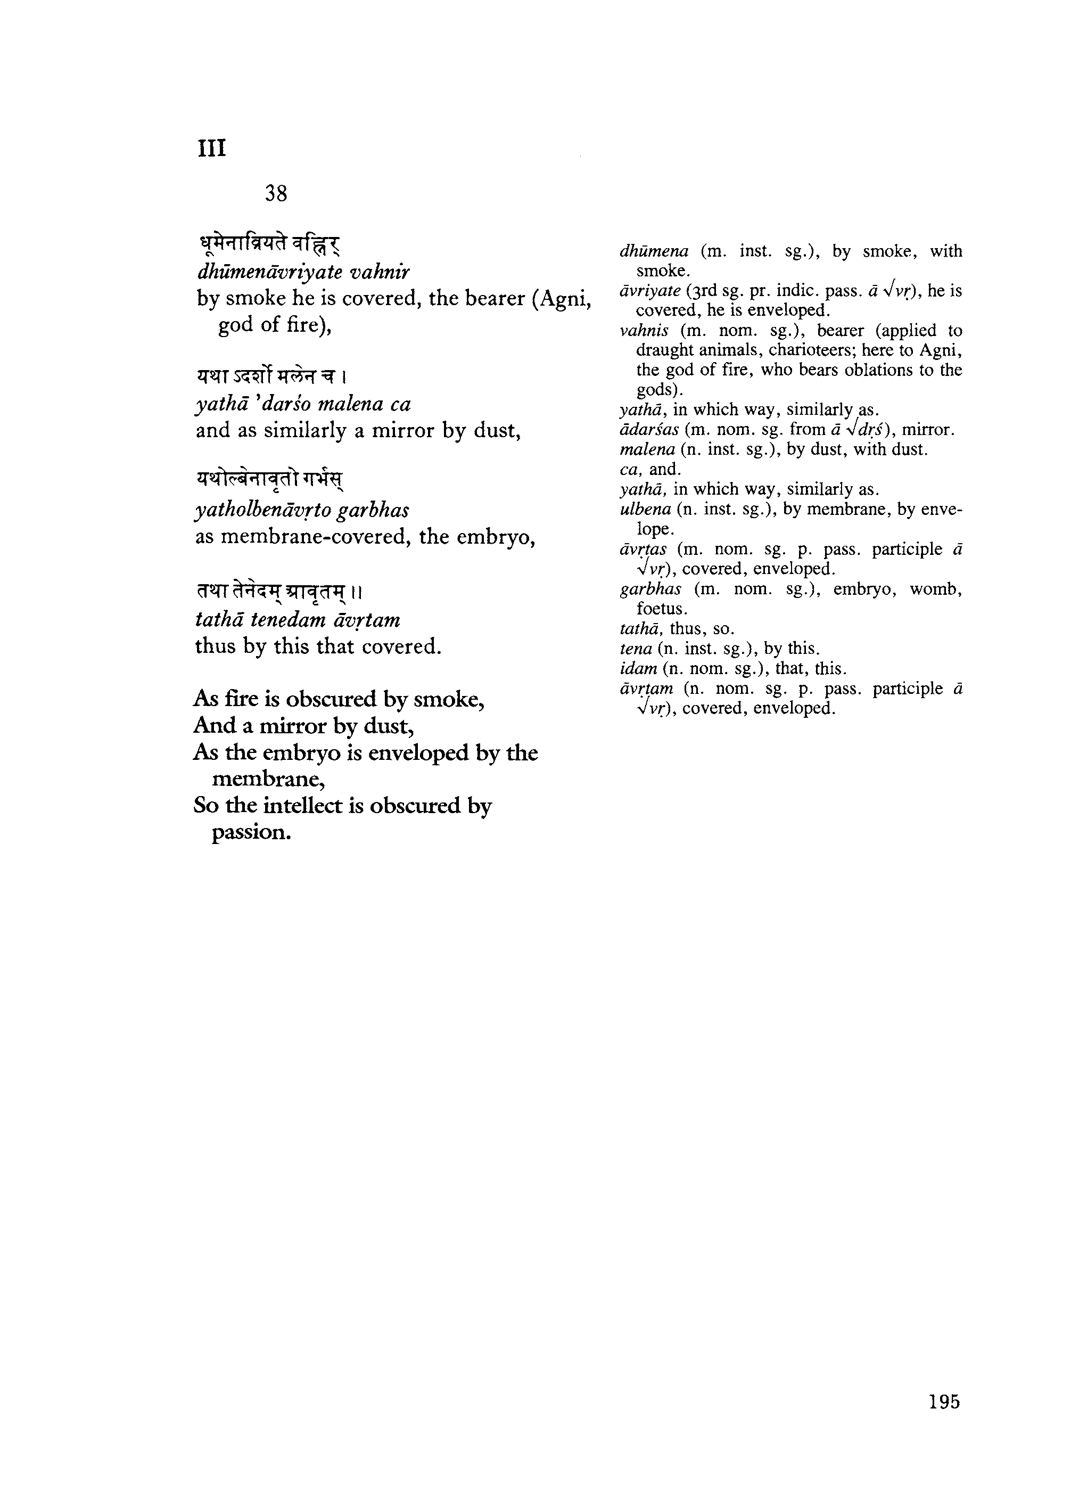 III
38
धूमेनाव्रियते वह्निर्
dhūmenāvriyate vahnir
by smoke he is covered, the bearer (Agni,
god of fire),
यथा ऽदर्शो मलेन च ।
yathā 'darśo malena ca
and as similarly a mirror by dust,
यथोल्बेनावृतो गर्भस्
yatholbenāvṛto garbhas
as membrane-covered, the embryo,
तथा तेनेदम् आवृतम् ॥
tathā tenedam āvṛtam
thus by this that covered.
As fire is obscured by smoke,
And a mirror by dust,
As the embryo is enveloped by the
membrane,
So the intellect is obscured by
passion.
dhūmena (m. inst. sg.), by smoke, with
smoke.
āvriyate (3rd sg. pr. indic. pass. ā √vṛ), he is
covered, he is enveloped.
vahnis (m. nom. sg.), bearer (applied to
draught animals, charioteers; here to Agni,
the god of fire, who bears oblations to the
gods).
yathā, in which way, similarly as.
ādarśas (m. nom. sg. from ā √dṛś), mirror.
malena (n. inst. sg.), by dust, with dust.
ca, and.
yathā, in which way, similarly as.
ulbena (n. inst. sg.), by membrane, by enve-
lope.
āvṛtas (m. nom. sg. p. pass. participle ā
√vṛ), covered, enveloped.
garbhas (m. nom. sg.), embryo, womb,
foetus.
tathā, thus, so.
tena (n. inst. sg.), by this.
idam (n. nom. sg.), that, this.
āvṛtam (n. nom. sg. p. pass. participle ā
√vṛ), covered, enveloped.
195